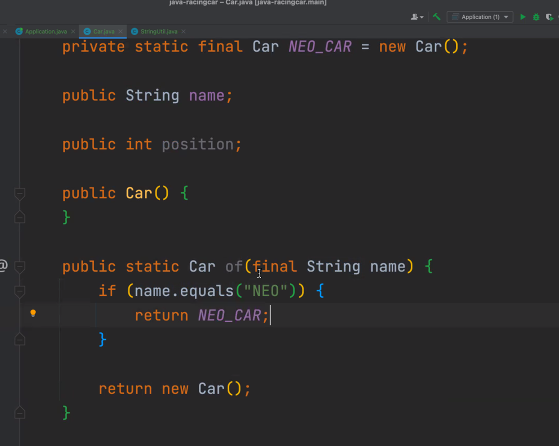 java-racingcar – Car.java [java-racingcar.main]
Application (1)
Application.java Car.java StringUtil.java
private static final Car NEO_CAR = new Car();
public String name;
public int position;
public Car() {
}
@ public static Car of(final String name) {
if (name.equals("NEO")) {
return NEO_CAR;
}
return new Car();
}